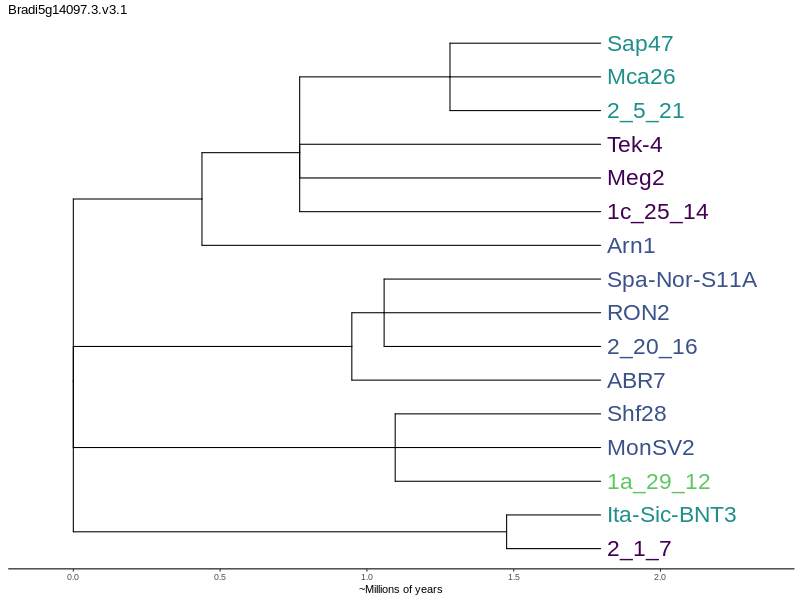 Bradi5g14097.3.v3.1
Sap47
Mca26
2_5_21
Tek-4
Meg2
1c_25_14
Arn1
Spa-Nor-S11A
RON2
2_20_16
ABR7
Shf28
MonSV2
1a_29_12
Ita-Sic-BNT3
2_1_7
0.0 0.5 1.0 1.5 2.0
~Millions of years